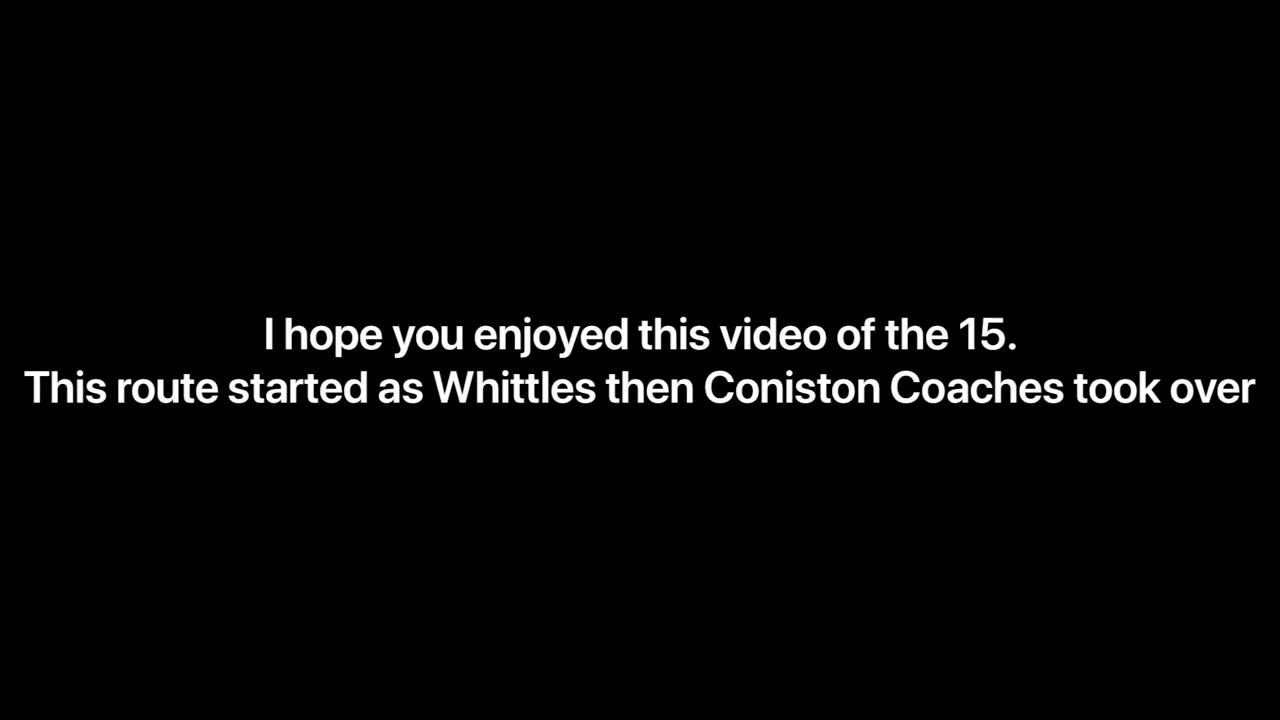 I hope you enjoyed this video of the 15.
This route started as Whittles then Coniston Coaches took over